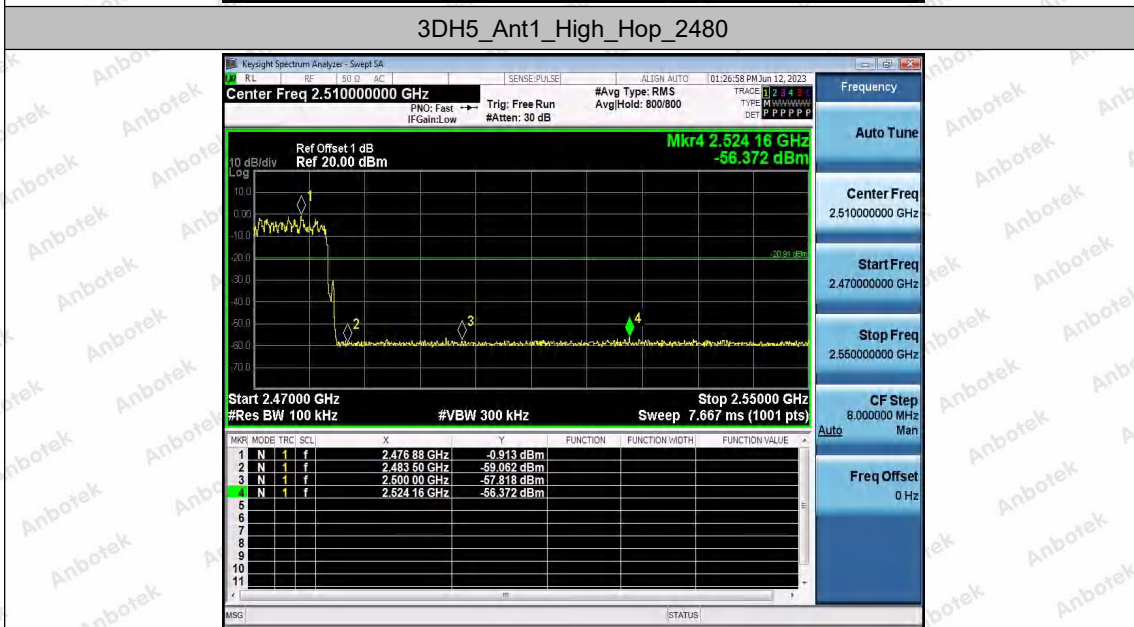 3DH5_Ant1_High_Hop_2480
Keysight Spectrum Analyzer - Swept SA
RL RF 50 Ω AC SENSE:PULSE ALIGN AUTO 01:26:58 PM Jun 12, 2023
Center Freq 2.510000000 GHz
PNO: Fast
IFGain:Low
Trig: Free Run
#Atten: 30 dB
#Avg Type: RMS
Avg|Hold: 800/800
TRACE 1 2 3 4 5 6
TYPE M W W W W W
DET P P P P P P
Frequency
Auto Tune
Center Freq
2.510000000 GHz
Start Freq
2.470000000 GHz
Stop Freq
2.550000000 GHz
CF Step
8.000000 MHz
Auto Man
Freq Offset
0 Hz
Ref Offset 1 dB
10 dB/div Ref 20.00 dBm
Log
Mkr4 2.524 16 GHz
-56.372 dBm
10.0
0.00
-10.0
-20.0
-30.0
-40.0
-50.0
-60.0
-70.0
-20.91 dBm
1
2
3
4
Start 2.47000 GHz Stop 2.55000 GHz
#Res BW 100 kHz #VBW 300 kHz Sweep 7.667 ms (1001 pts)
MKR MODE TRC SCL X Y FUNCTION FUNCTION WIDTH FUNCTION VALUE
1 N 1 f 2.476 88 GHz -0.913 dBm
2 N 1 f 2.483 50 GHz -59.062 dBm
3 N 1 f 2.500 00 GHz -57.818 dBm
4 N 1 f 2.524 16 GHz -56.372 dBm
5
6
7
8
9
10
11
MSG STATUS
Anbotek